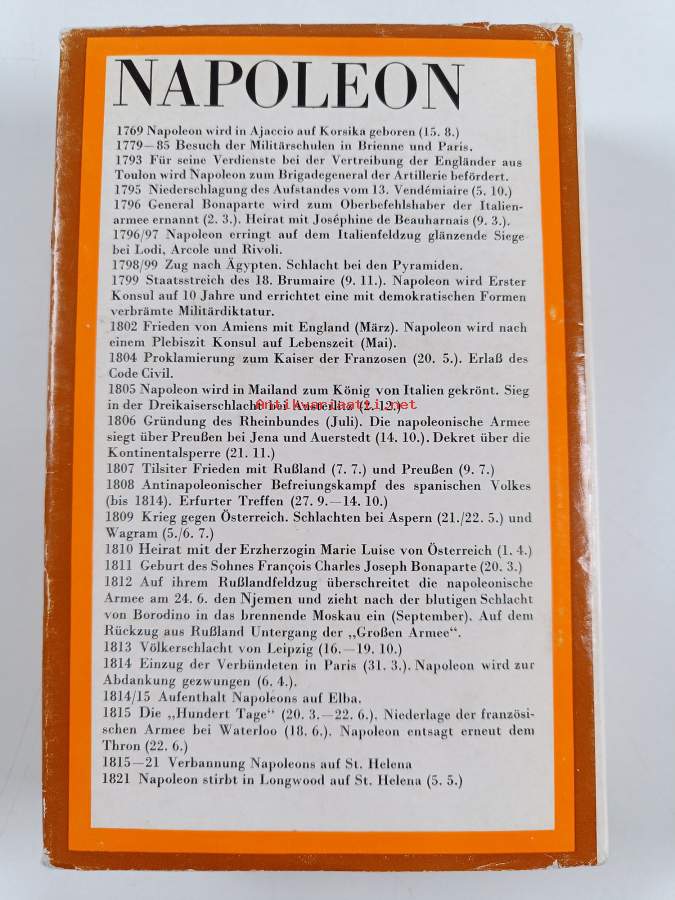 NAPOLEON
1769 Napoleon wird in Ajaccio auf Korsika geboren (15. 8.)
1779—85 Besuch der Militärschulen in Brienne und Paris.
1793 Für seine Verdienste bei der Vertreibung der Engländer aus
Toulon wird Napoleon zum Brigadegeneral der Artillerie befördert.
1795 Niederschlagung des Aufstandes vom 13. Vendémiaire (5. 10.)
1796 General Bonaparte wird zum Oberbefehlshaber der Italien-
armee ernannt (2. 3.). Heirat mit Joséphine de Beauharnais (9. 3.).
1796/97 Napoleon erringt auf dem Italienfeldzug glänzende Siege
bei Lodi, Arcole und Rivoli.
1798/99 Zug nach Ägypten. Schlacht bei den Pyramiden.
1799 Staatsstreich des 18. Brumaire (9. 11.). Napoleon wird Erster
Konsul auf 10 Jahre und errichtet eine mit demokratischen Formen
verbrämte Militärdiktatur.
1802 Frieden von Amiens mit England (März). Napoleon wird nach
einem Plebiszit Konsul auf Lebenszeit (Mai).
1804 Proklamierung zum Kaiser der Franzosen (20. 5.). Erlaß des
Code Civil.
1805 Napoleon wird in Mailand zum König von Italien gekrönt. Sieg
in der Dreikaiserschlacht bei Austerlitz (2. 12.)
Antikvariaatti.net
1806 Gründung des Rheinbundes (Juli). Die napoleonische Armee
siegt über Preußen bei Jena und Auerstedt (14. 10.). Dekret über die
Kontinentalsperre (21. 11.)
1807 Tilsiter Frieden mit Rußland (7. 7.) und Preußen (9. 7.)
1808 Antinapoleonischer Befreiungskampf des spanischen Volkes
(bis 1814). Erfurter Treffen (27. 9.—14. 10.)
1809 Krieg gegen Österreich. Schlachten bei Aspern (21./22. 5.) und
Wagram (5./6. 7.)
1810 Heirat mit der Erzherzogin Marie Luise von Österreich (1. 4.)
1811 Geburt des Sohnes François Charles Joseph Bonaparte (20. 3.)
1812 Auf ihrem Rußlandfeldzug überschreitet die napoleonische
Armee am 24. 6. den Njemen und zieht nach der blutigen Schlacht
von Borodino in das brennende Moskau ein (September). Auf dem
Rückzug aus Rußland Untergang der „Großen Armee“.
1813 Völkerschlacht von Leipzig (16.—19. 10.)
1814 Einzug der Verbündeten in Paris (31. 3.). Napoleon wird zur
Abdankung gezwungen (6. 4.).
1814/15 Aufenthalt Napoleons auf Elba.
1815 Die „Hundert Tage“ (20. 3.—22. 6.). Niederlage der französi-
schen Armee bei Waterloo (18. 6.). Napoleon entsagt erneut dem
Thron (22. 6.)
1815—21 Verbannung Napoleons auf St. Helena
1821 Napoleon stirbt in Longwood auf St. Helena (5. 5.)